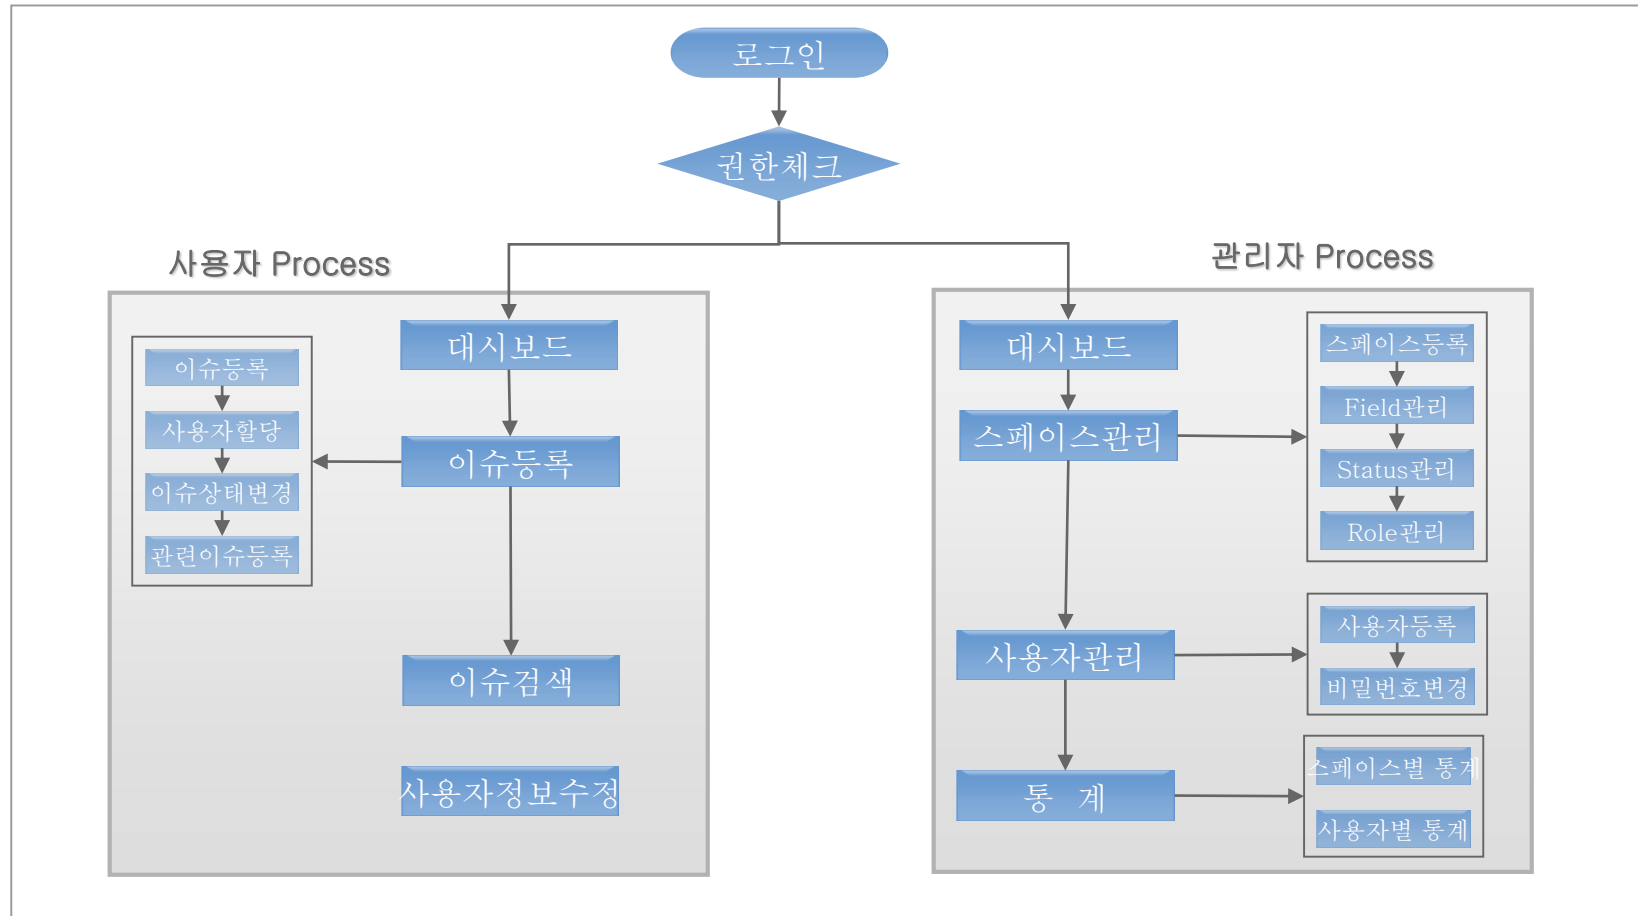 로그인
권한체크
사용자 Process
대시보드
이슈등록
이슈검색
사용자정보수정
이슈등록
사용자할당
이슈상태변경
관련이슈등록
관리자 Process
대시보드
스페이스관리
사용자관리
통 계
스페이스등록
Field관리
Status관리
Role관리
사용자등록
비밀번호변경
스페이스별 통계
사용자별 통계